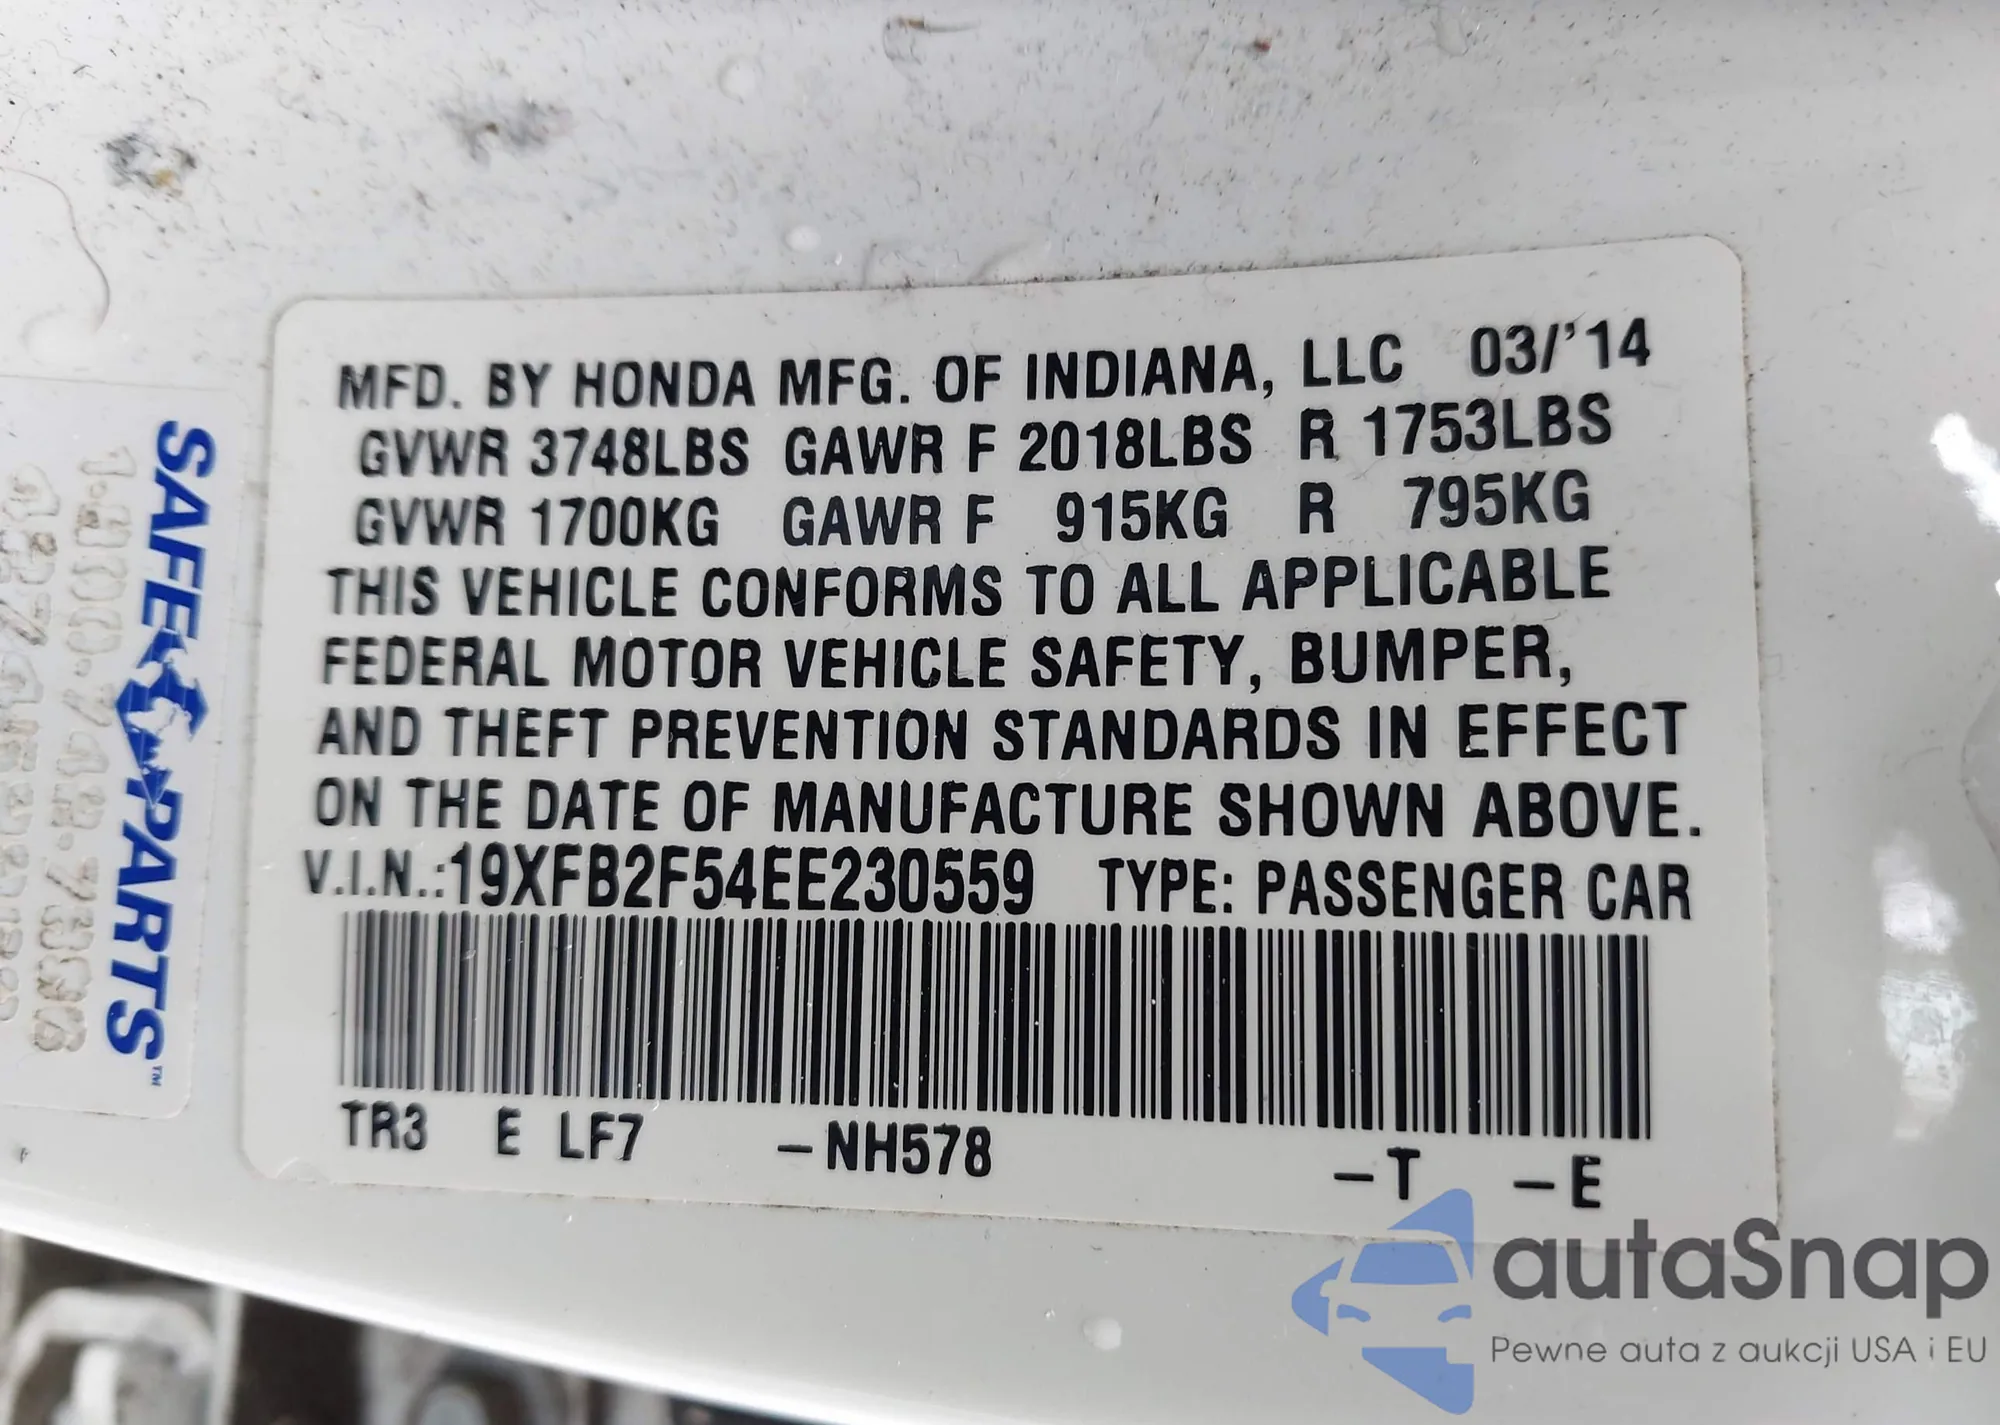 MFD. BY HONDA MFG. OF INDIANA, LLC 03/'14
GVWR 3748LBS GAWR F 2018LBS R 1753LBS
GVWR 1700KG GAWR F 915KG R 795KG
THIS VEHICLE CONFORMS TO ALL APPLICABLE
FEDERAL MOTOR VEHICLE SAFETY, BUMPER,
AND THEFT PREVENTION STANDARDS IN EFFECT
ON THE DATE OF MANUFACTURE SHOWN ABOVE.
V.I.N.:19XFB2F54EE230559 TYPE: PASSENGER CAR
TR3 E LF7 –NH578 –T –E
SAFE PARTS™
autaSnap
Pewne auta z aukcji USA i EU